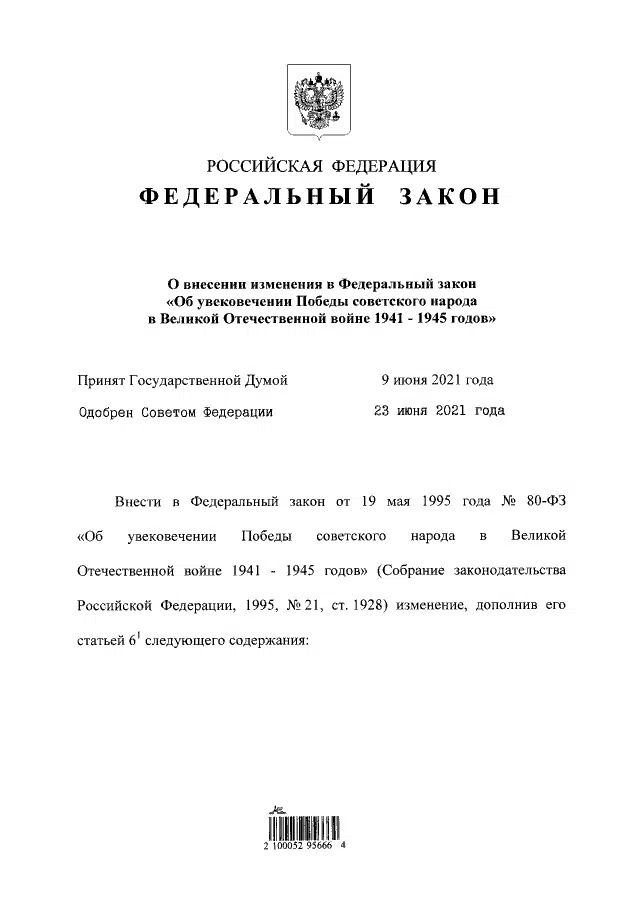 РОССИЙСКАЯ ФЕДЕРАЦИЯ
ФЕДЕРАЛЬНЫЙ ЗАКОН
О внесении изменения в Федеральный закон
«Об увековечении Победы советского народа
в Великой Отечественной войне 1941 - 1945 годов»
Принят Государственной Думой 9 июня 2021 года
Одобрен Советом Федерации 23 июня 2021 года
Внести в Федеральный закон от 19 мая 1995 года № 80-ФЗ
«Об увековечении Победы советского народа в Великой
Отечественной войне 1941 - 1945 годов» (Собрание законодательства
Российской Федерации, 1995, № 21, ст. 1928) изменение, дополнив его
статьей 6¹ следующего содержания:
2 100052 95666 4